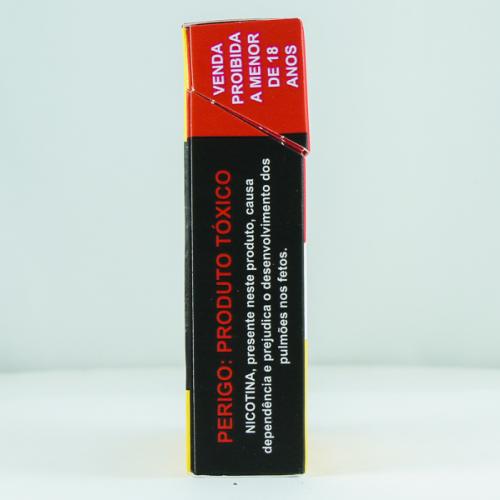 VENDA
PROIBIDA
A MENOR
DE 18
ANOS
PERIGO: PRODUTO TÓXICO
NICOTINA, presente neste produto, causa
dependência e prejudica o desenvolvimento dos
pulmões nos fetos.